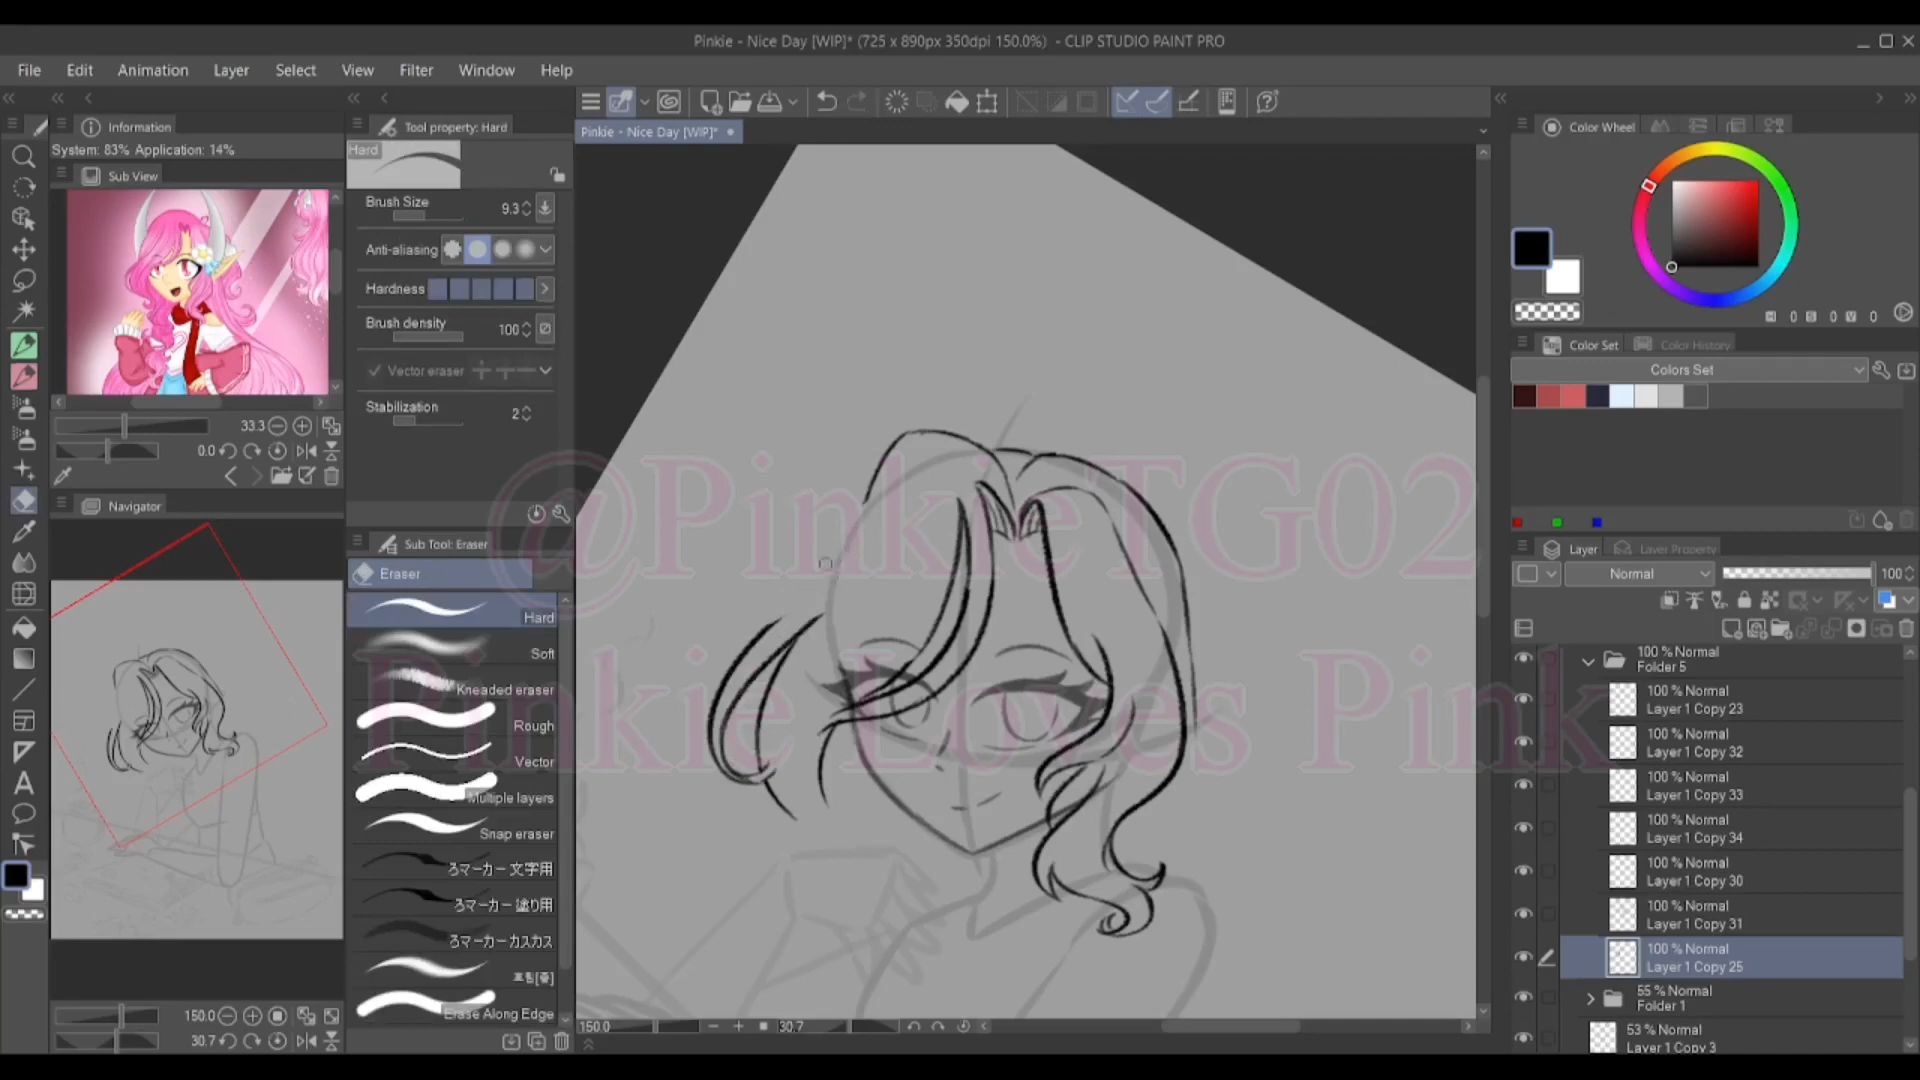 Pinkie - Nice Day [WIP]* (725 x 890px 350dpi 150.0%) - CLIP STUDIO PAINT PRO
File Edit Animation Layer Select View Filter Window Help
Information
System: 83% Application: 14%
Sub View
33.3
0.0
Navigator
150.0
30.7
Tool property: Hard
Hard
Brush Size 9.3
Anti-aliasing
Hardness
Brush density 100
Vector eraser
Stabilization 2
Sub Tool: Eraser
Eraser
Hard
Soft
Kneaded eraser
Rough
Vector
Multiple layers
Snap eraser
ろマーカー 文字用
ろマーカー 塗り用
ろマーカー カスカス
Erase Along Edge
Pinkie - Nice Day [WIP]*
@PinkieTG02
Pinkie Loves Pink
150.0 30.7
Color Wheel
H 0 S 0 V 0
Color Set Color History
Colors Set
Layer Layer Property
Normal 100
100 % Normal
Folder 5
100 % Normal
Layer 1 Copy 23
100 % Normal
Layer 1 Copy 32
100 % Normal
Layer 1 Copy 33
100 % Normal
Layer 1 Copy 34
100 % Normal
Layer 1 Copy 30
100 % Normal
Layer 1 Copy 31
100 % Normal
Layer 1 Copy 25
55 % Normal
Folder 1
53 % Normal
Layer 1 Copy 3